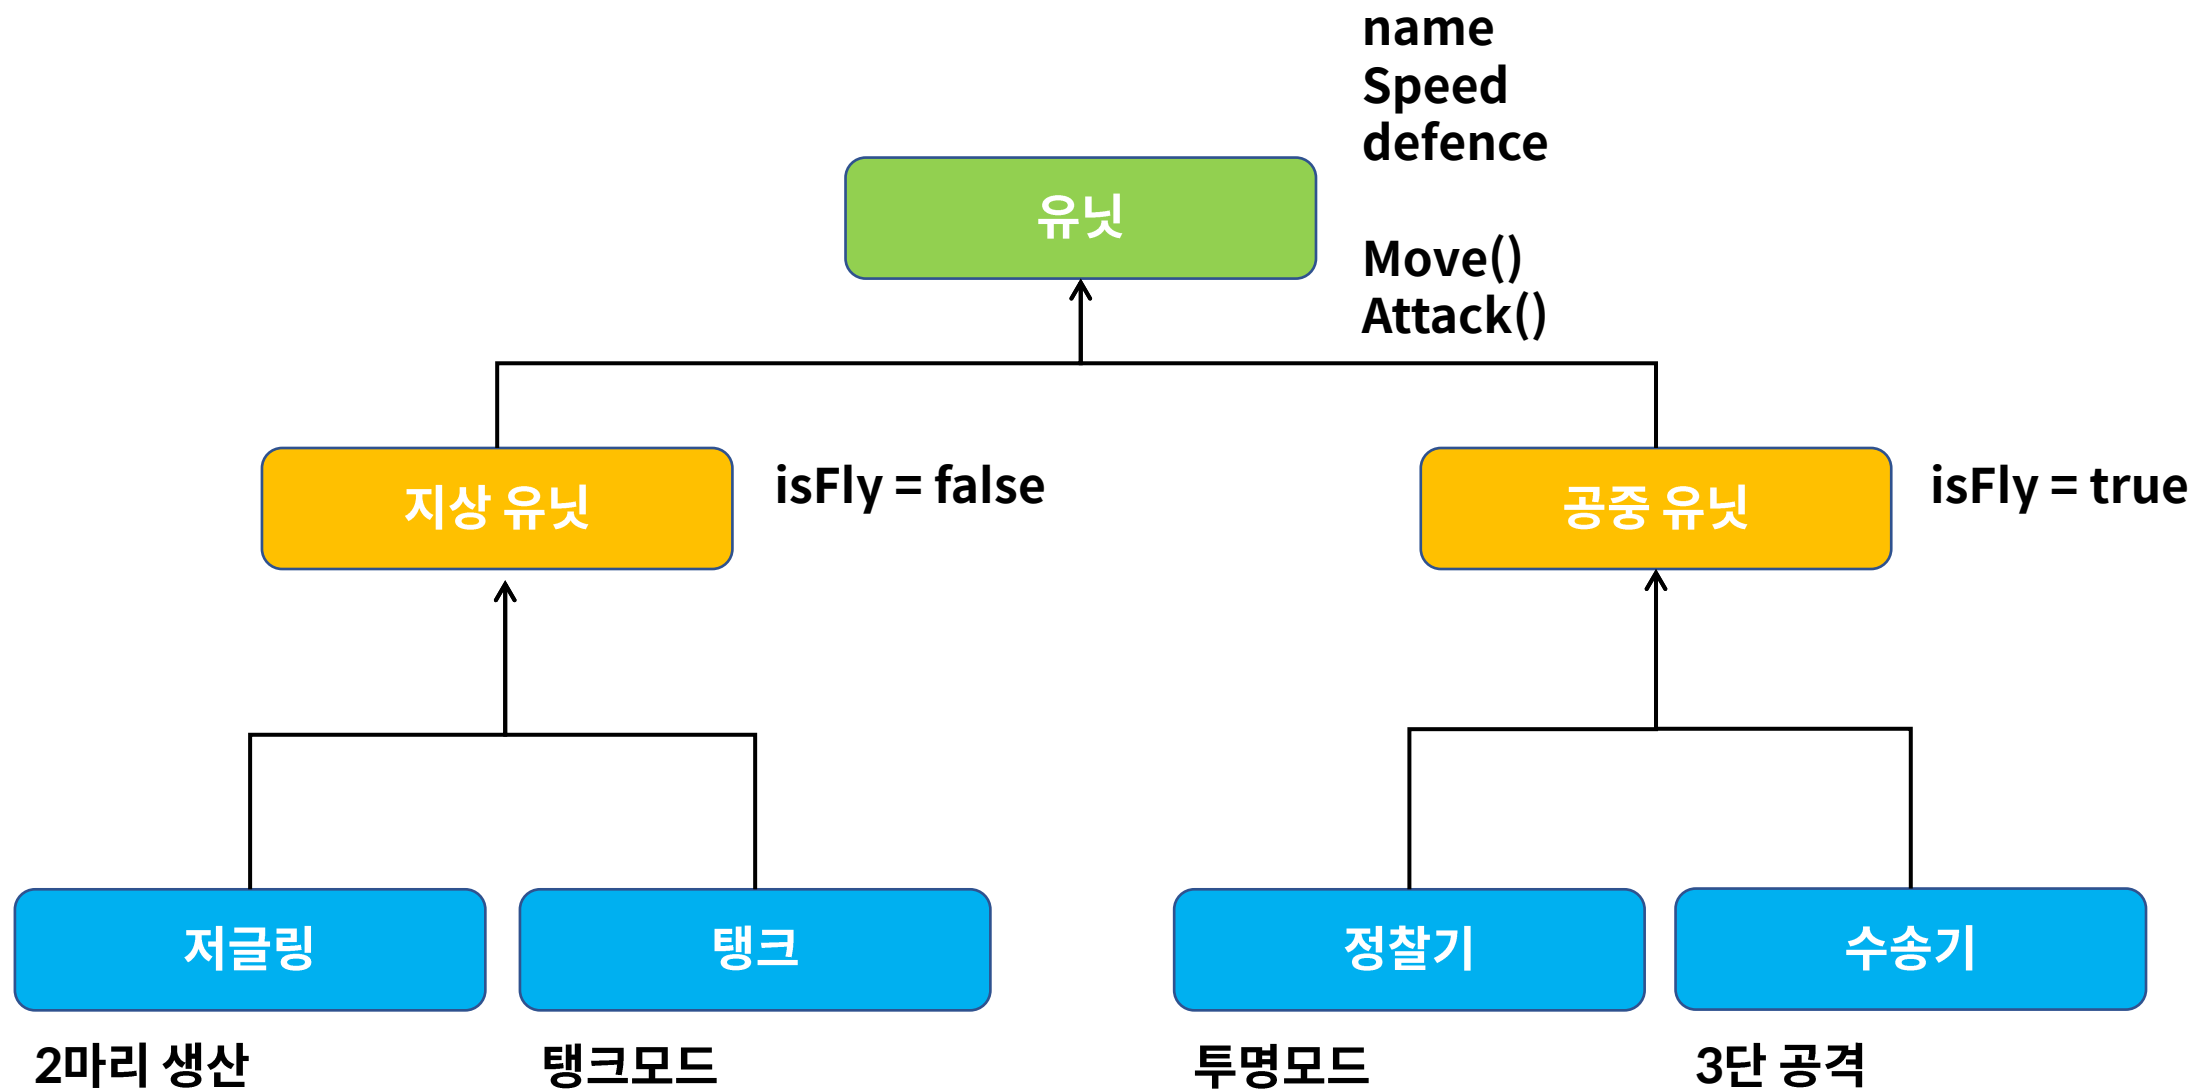 name
Speed
defence
유닛
Move()
Attack()
지상 유닛
isFly = false
공중 유닛
isFly = true
저글링
탱크
정찰기
수송기
2마리 생산
탱크모드
투명모드
3단 공격